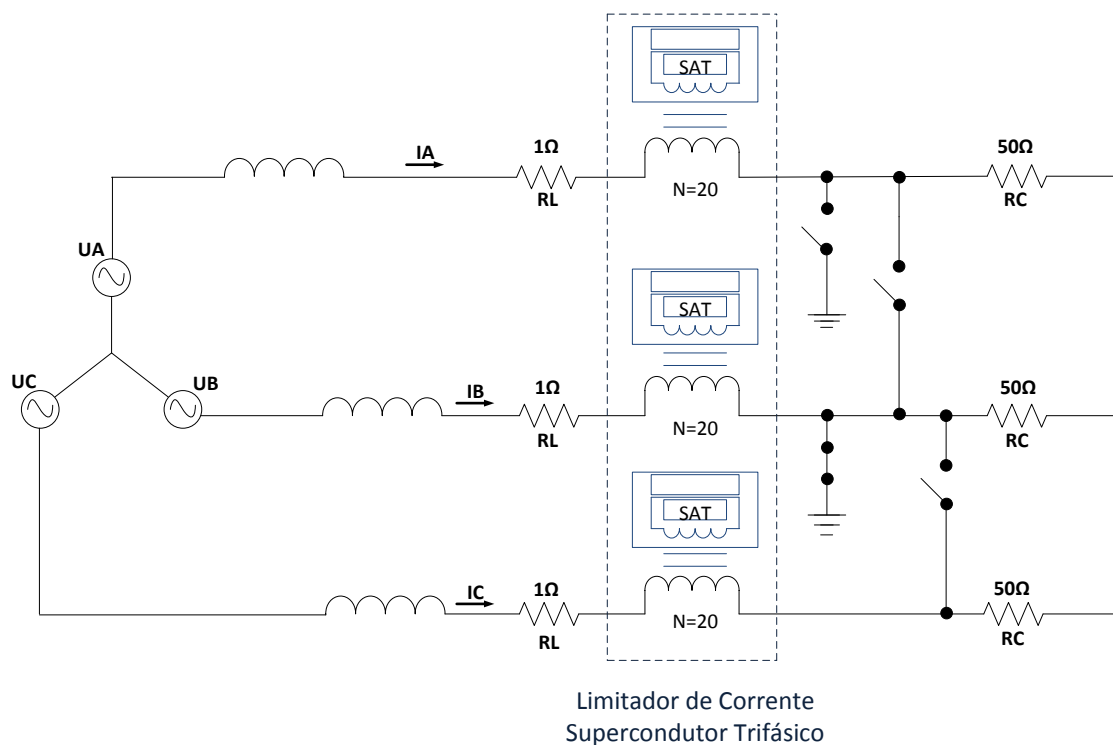 SAT
IA
1Ω
50Ω
RL
N=20
RC
UA
SAT
UC
UB
IB
1Ω
50Ω
RL
N=20
RC
SAT
IC
1Ω
50Ω
RL
N=20
RC
Limitador de Corrente
Supercondutor Trifásico